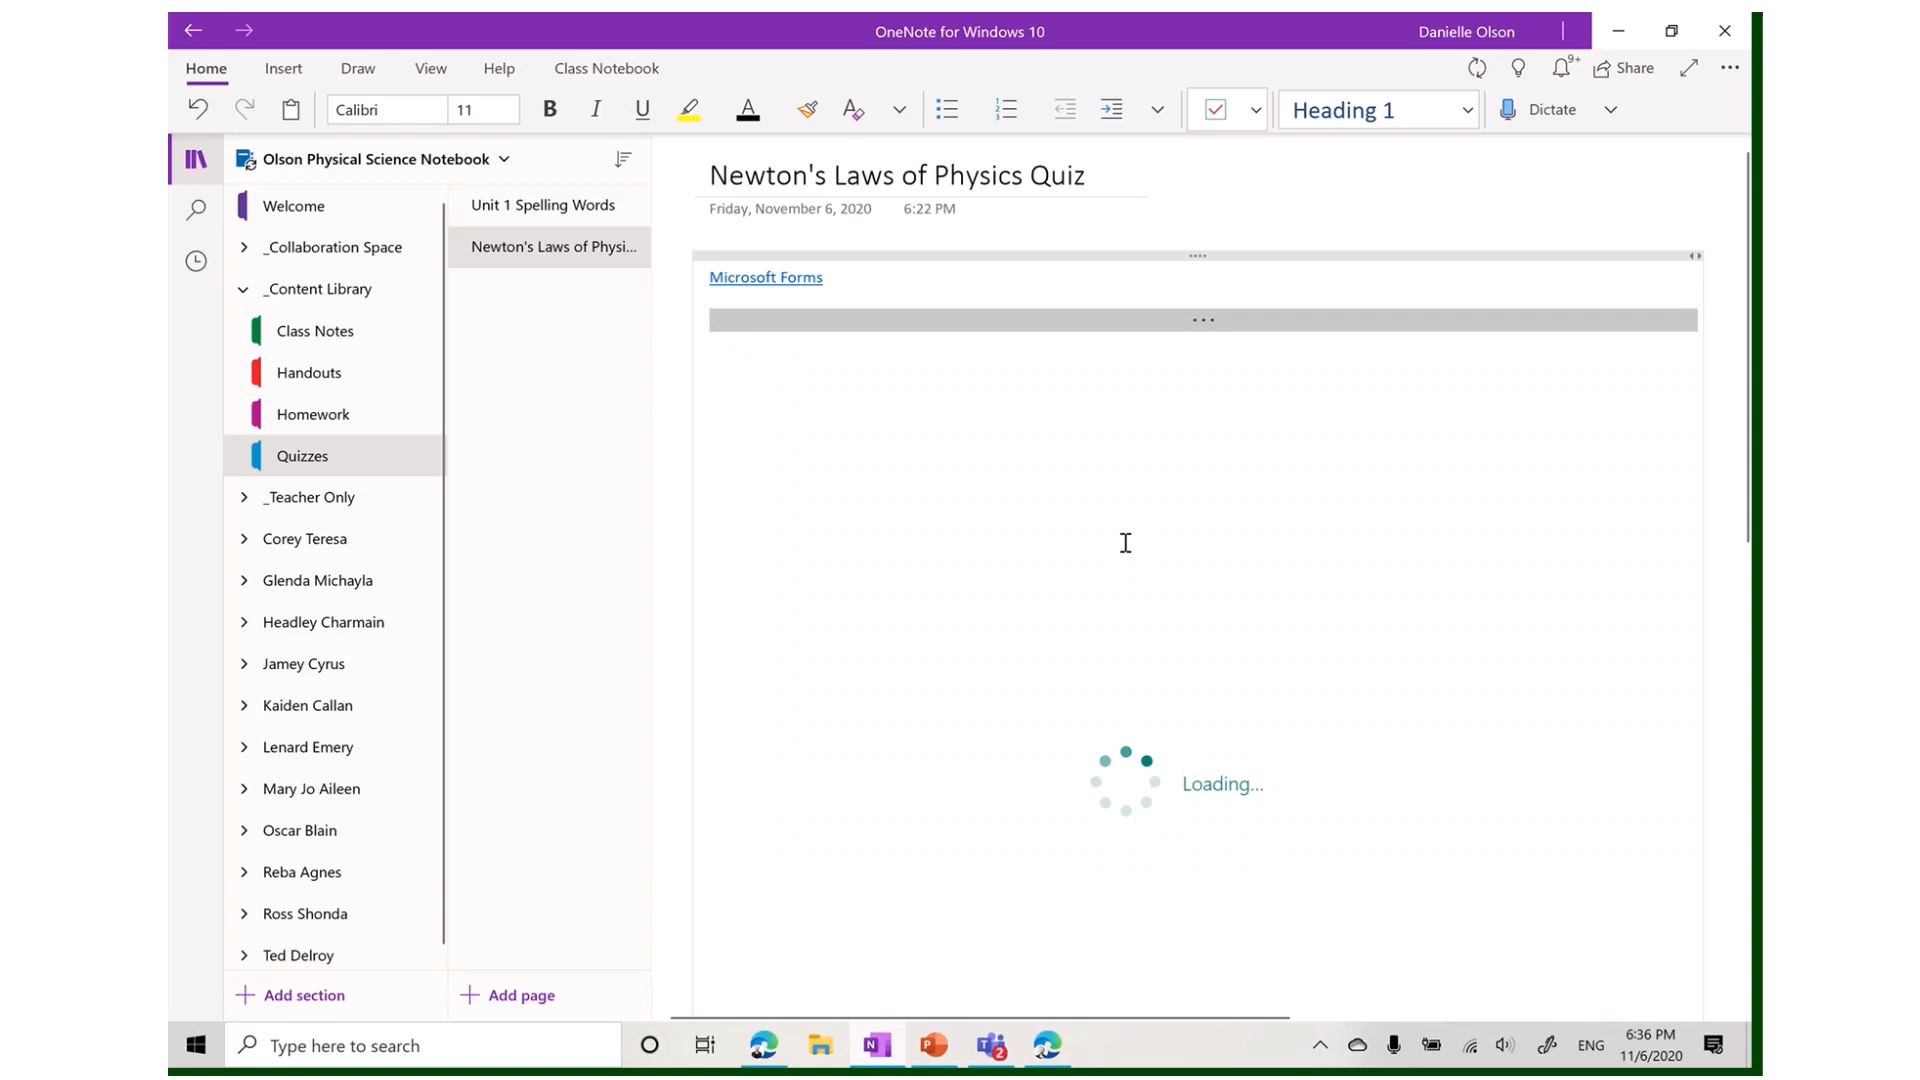 OneNote for Windows 10
Danielle Olson
Home Insert Draw View Help Class Notebook
9+ Share
Calibri 11 B I U A A Heading 1 Dictate
Olson Physical Science Notebook
Welcome
_Collaboration Space
_Content Library
Class Notes
Handouts
Homework
Quizzes
_Teacher Only
Corey Teresa
Glenda Michayla
Headley Charmain
Jamey Cyrus
Kaiden Callan
Lenard Emery
Mary Jo Aileen
Oscar Blain
Reba Agnes
Ross Shonda
Ted Delroy
Add section
Unit 1 Spelling Words
Newton's Laws of Physi...
Add page
Newton's Laws of Physics Quiz
Friday, November 6, 2020 6:22 PM
Microsoft Forms
Loading...
Type here to search
N P 2
ENG
6:36 PM
11/6/2020